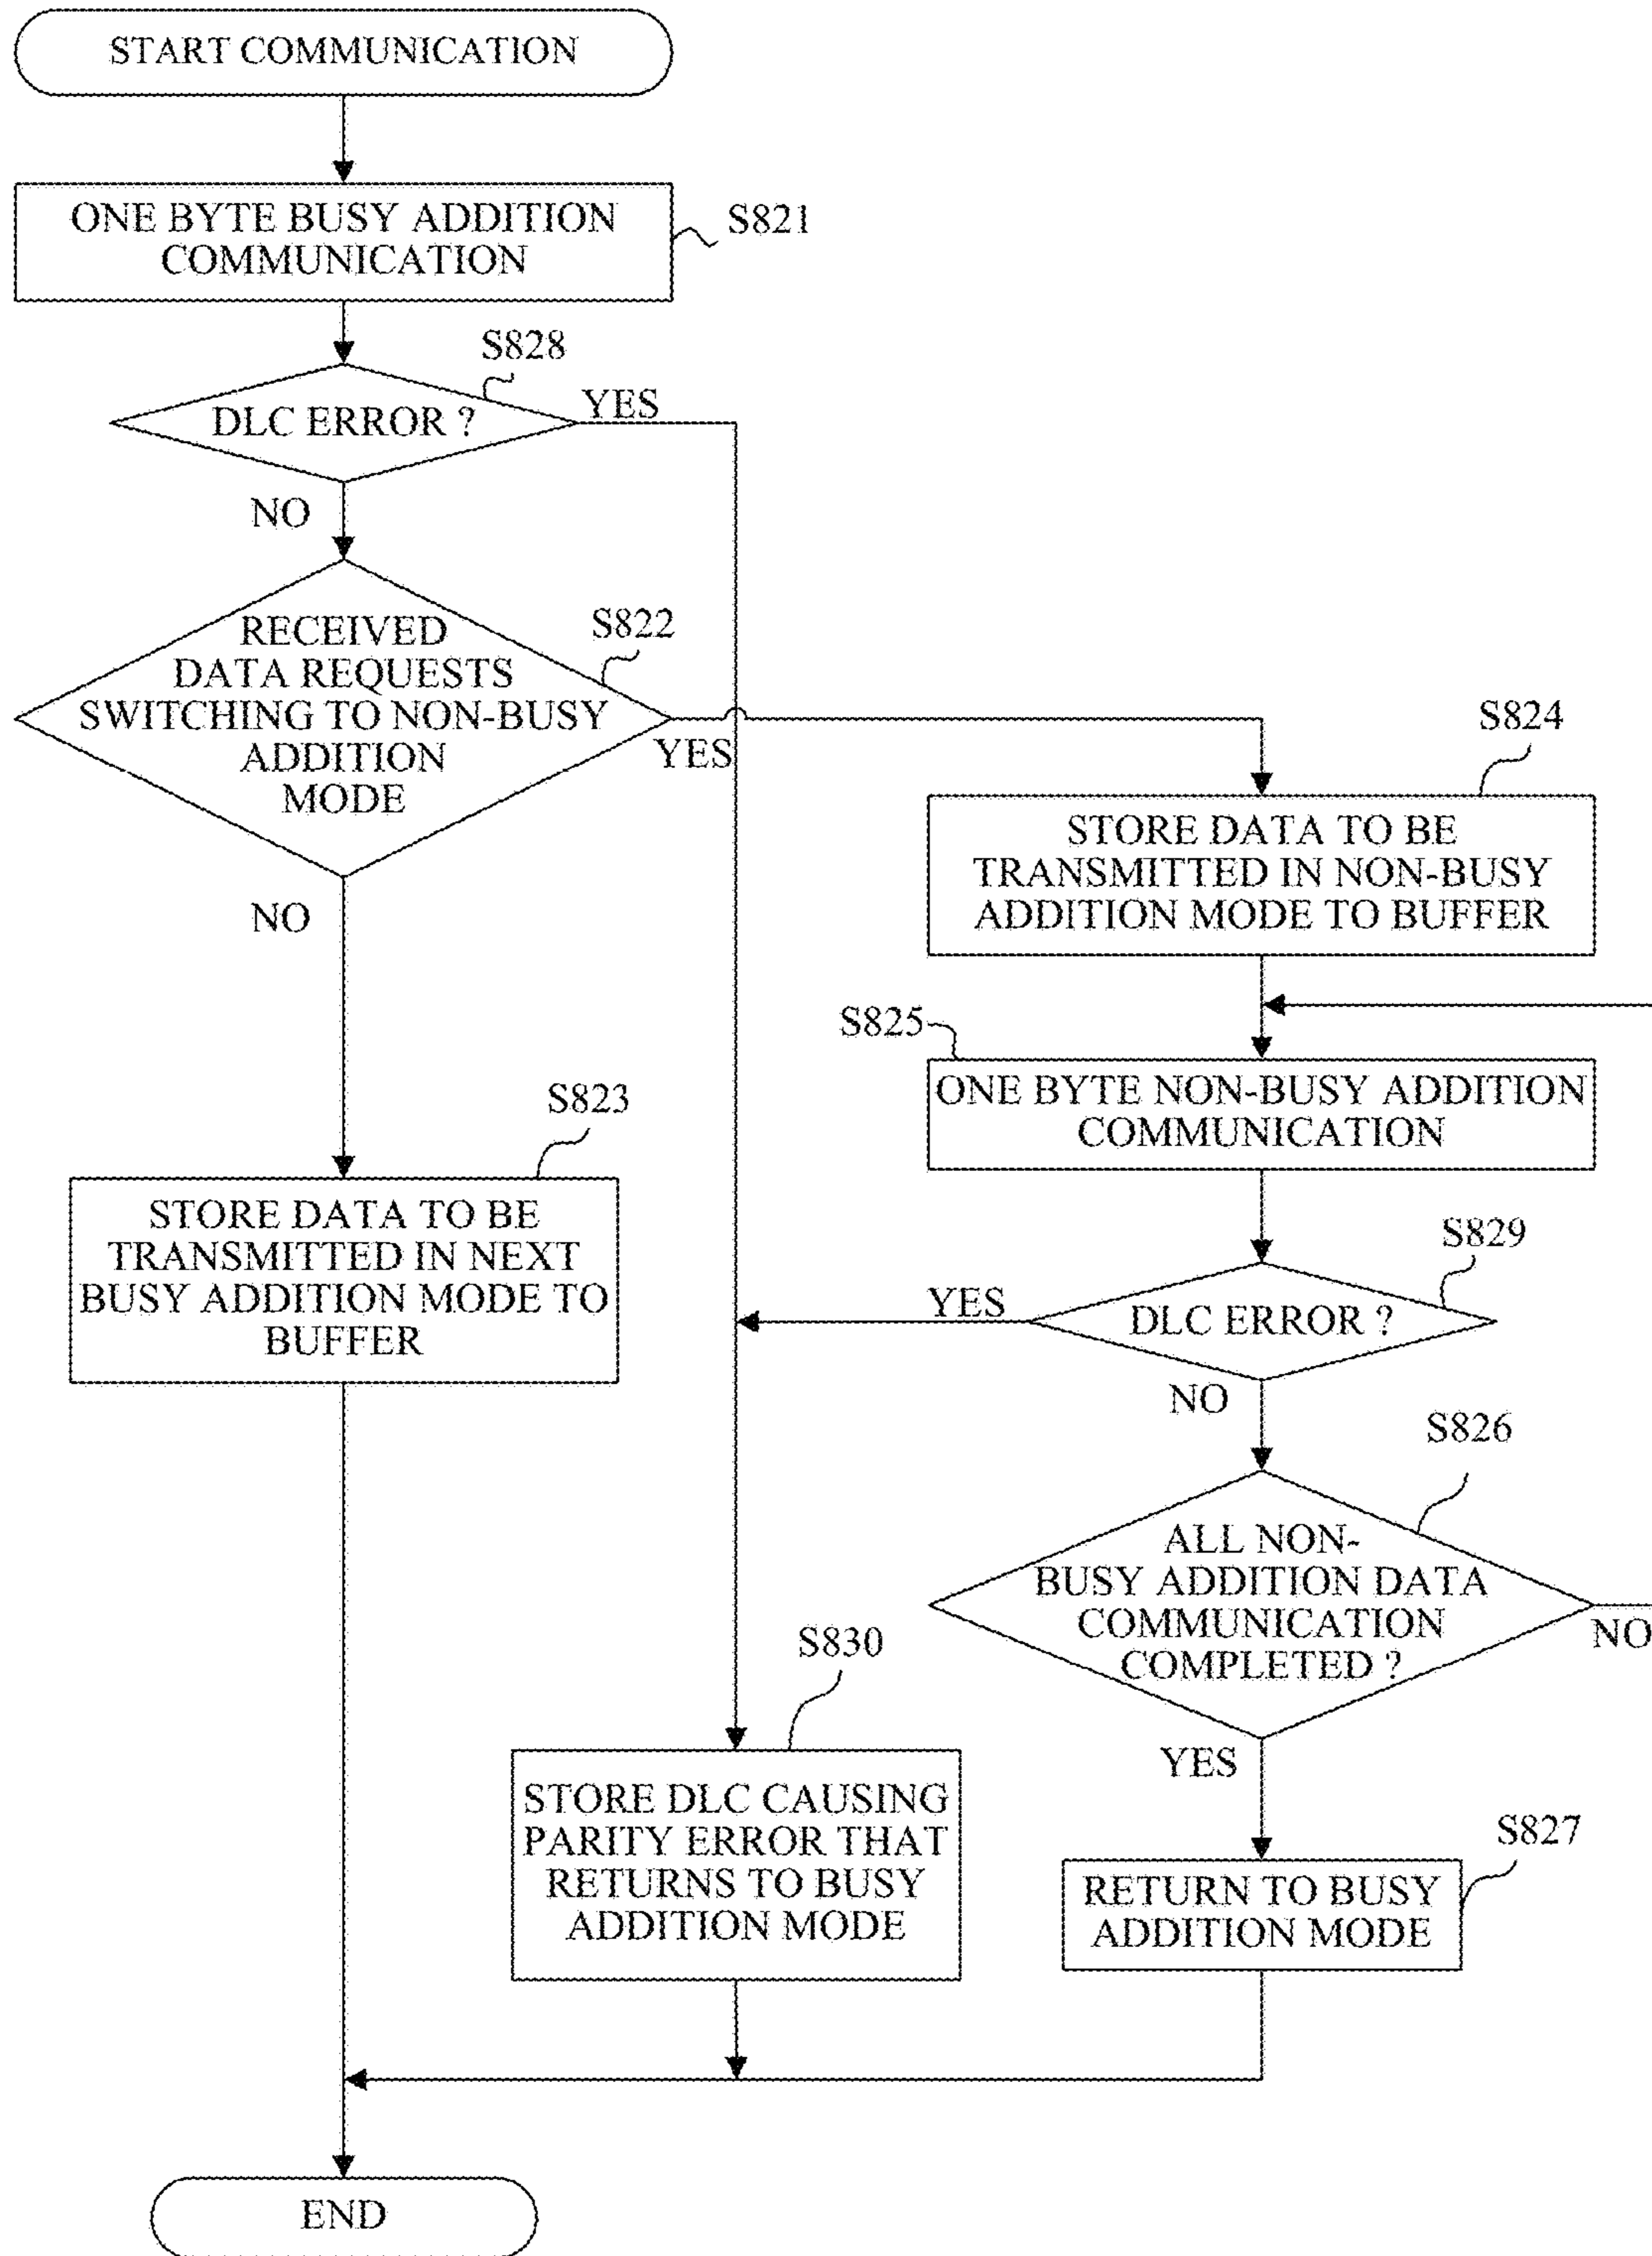 START COMMUNICATION
ONE BYTE BUSY ADDITION
COMMUNICATION
S821
S828
DLC ERROR ?
YES
NO
RECEIVED
DATA REQUESTS
SWITCHING TO NON-BUSY
ADDITION
MODE
S822
YES
NO
S824
STORE DATA TO BE
TRANSMITTED IN NON-BUSY
ADDITION MODE TO BUFFER
S825
ONE BYTE NON-BUSY ADDITION
COMMUNICATION
S823
STORE DATA TO BE
TRANSMITTED IN NEXT
BUSY ADDITION MODE TO
BUFFER
S829
DLC ERROR ?
YES
NO
S826
ALL NON-
BUSY ADDITION DATA
COMMUNICATION
COMPLETED ?
NO
YES
S830
STORE DLC CAUSING
PARITY ERROR THAT
RETURNS TO BUSY
ADDITION MODE
S827
RETURN TO BUSY
ADDITION MODE
END